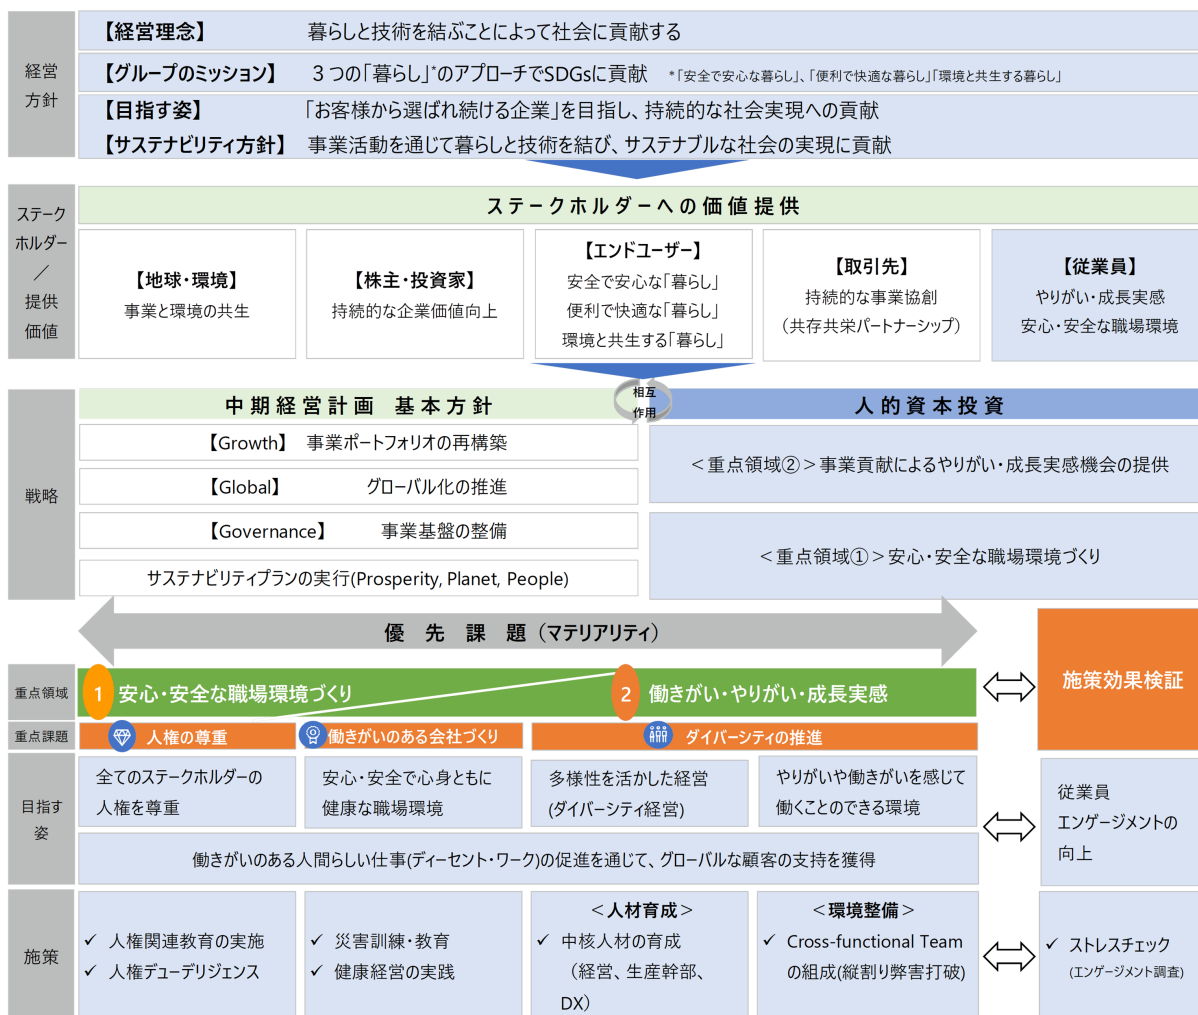 経営
方針
【経営理念】 暮らしと技術を結ぶことによって社会に貢献する
【グループのミッション】 3つの「暮らし」*のアプローチでSDGsに貢献 *「安全で安心な暮らし」、「便利で快適な暮らし」「環境と共生する暮らし」
【目指す姿】 「お客様から選ばれ続ける企業」を目指し、持続的な社会実現への貢献
【サステナビリティ方針】 事業活動を通じて暮らしと技術を結び、サステナブルな社会の実現に貢献
ステーク
ホルダー
／
提供
価値
ステークホルダーへの価値提供
【地球・環境】
事業と環境の共生
【株主・投資家】
持続的な企業価値向上
【エンドユーザー】
安全で安心な「暮らし」
便利で快適な「暮らし」
環境と共生する「暮らし」
【取引先】
持続的な事業協創
（共存共栄パートナーシップ）
【従業員】
やりがい・成長実感
安心・安全な職場環境
戦略
中期経営計画 基本方針
相互
作用
人的資本投資
【Growth】 事業ポートフォリオの再構築
【Global】 グローバル化の推進
【Governance】 事業基盤の整備
サステナビリティプランの実行(Prosperity, Planet, People)
＜重点領域②＞事業貢献によるやりがい・成長実感機会の提供
＜重点領域①＞安心・安全な職場環境づくり
優先課題（マテリアリティ）
重点領域
1 安心・安全な職場環境づくり
2 働きがい・やりがい・成長実感
施策効果検証
重点課題
人権の尊重
働きがいのある会社づくり
ダイバーシティの推進
目指す
姿
全てのステークホルダーの
人権を尊重
安心・安全で心身ともに
健康な職場環境
多様性を活かした経営
(ダイバーシティ経営)
やりがいや働きがいを感じて
働くことのできる環境
働きがいのある人間らしい仕事(ディーセント・ワーク)の促進を通じて、グローバルな顧客の支持を獲得
従業員
エンゲージメントの
向上
施策
✓ 人権関連教育の実施
✓ 人権デューデリジェンス
✓ 災害訓練・教育
✓ 健康経営の実践
＜人材育成＞
✓ 中核人材の育成
（経営、生産幹部、
DX）
＜環境整備＞
✓ Cross-functional Team
の組成(縦割り弊害打破)
✓ ストレスチェック
(エンゲージメント調査)